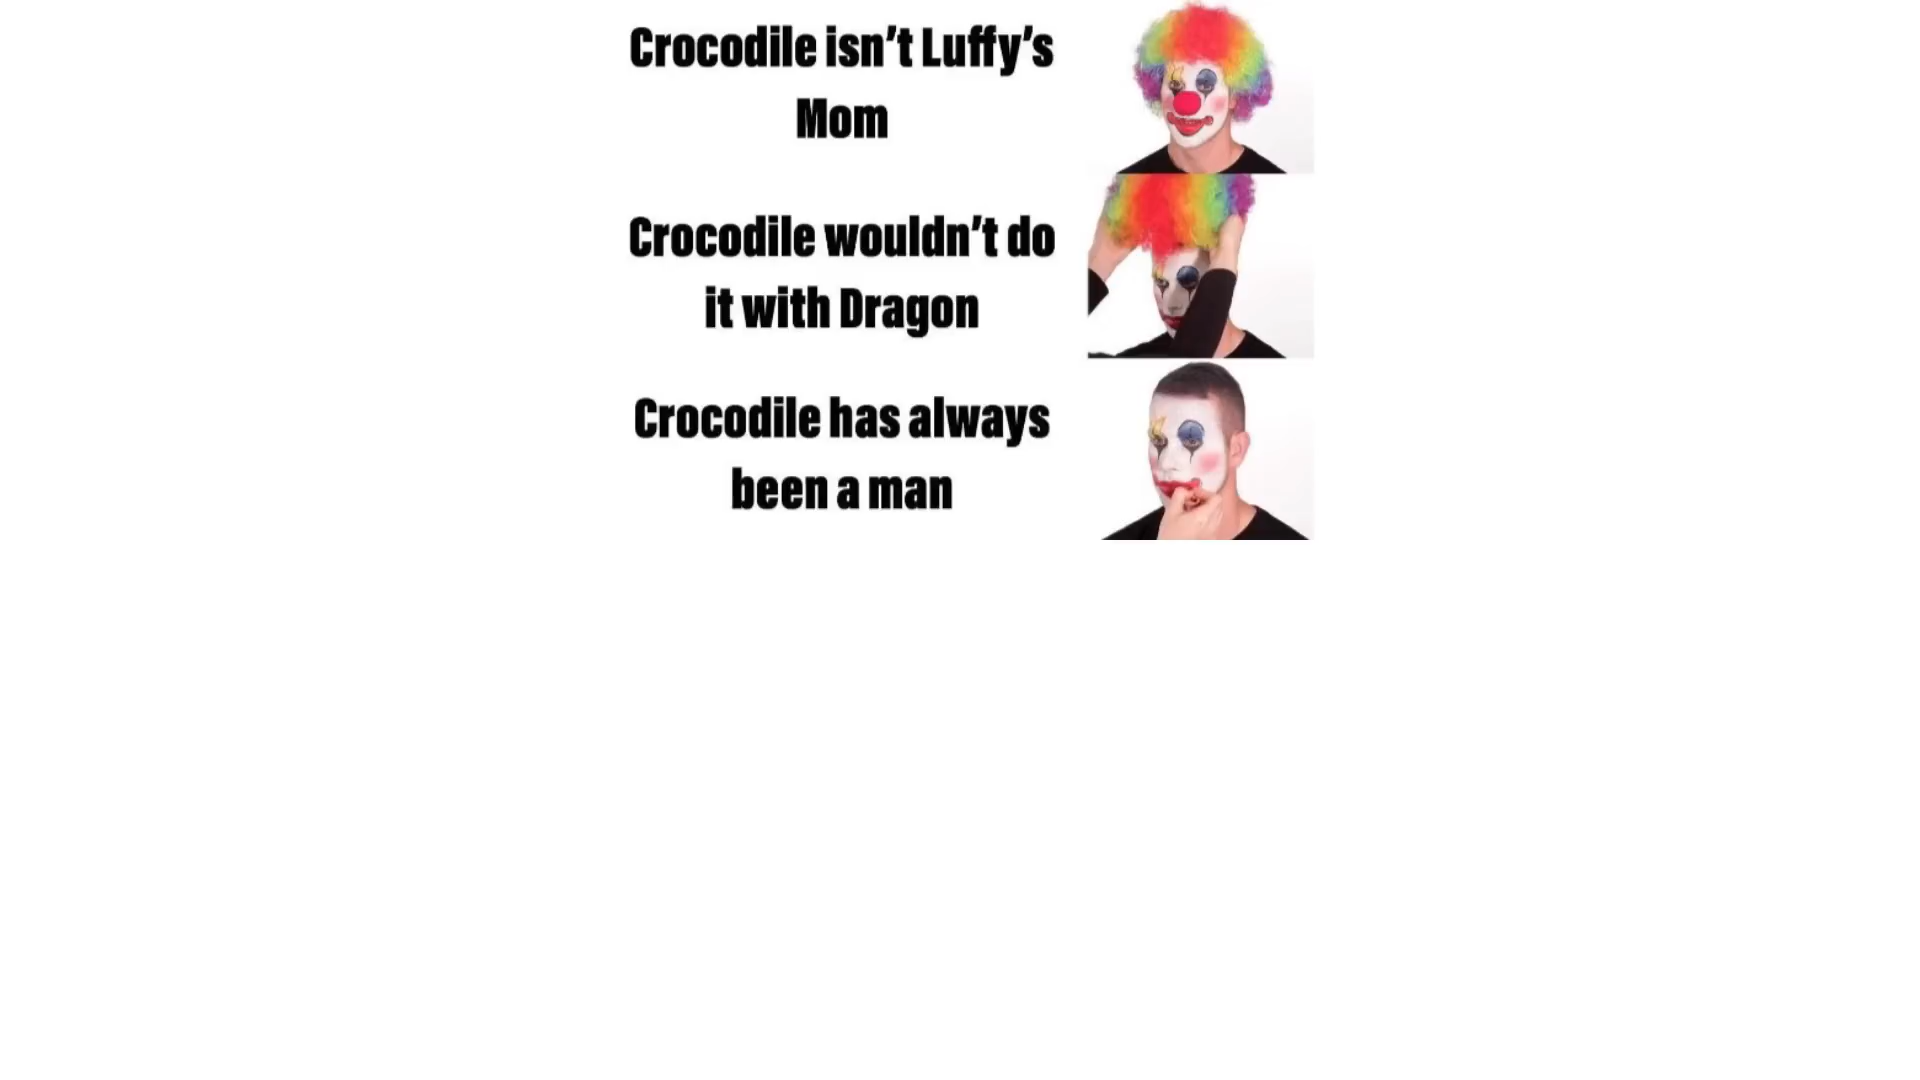 Crocodile isn’t Luffy’s
Mom
Crocodile wouldn’t do
it with Dragon
Crocodile has always
been a man